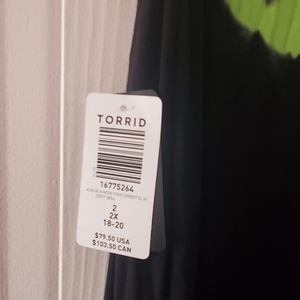 TORRID
16775264
2
2X
18-20
$79.50 USA
$103.50 CAN